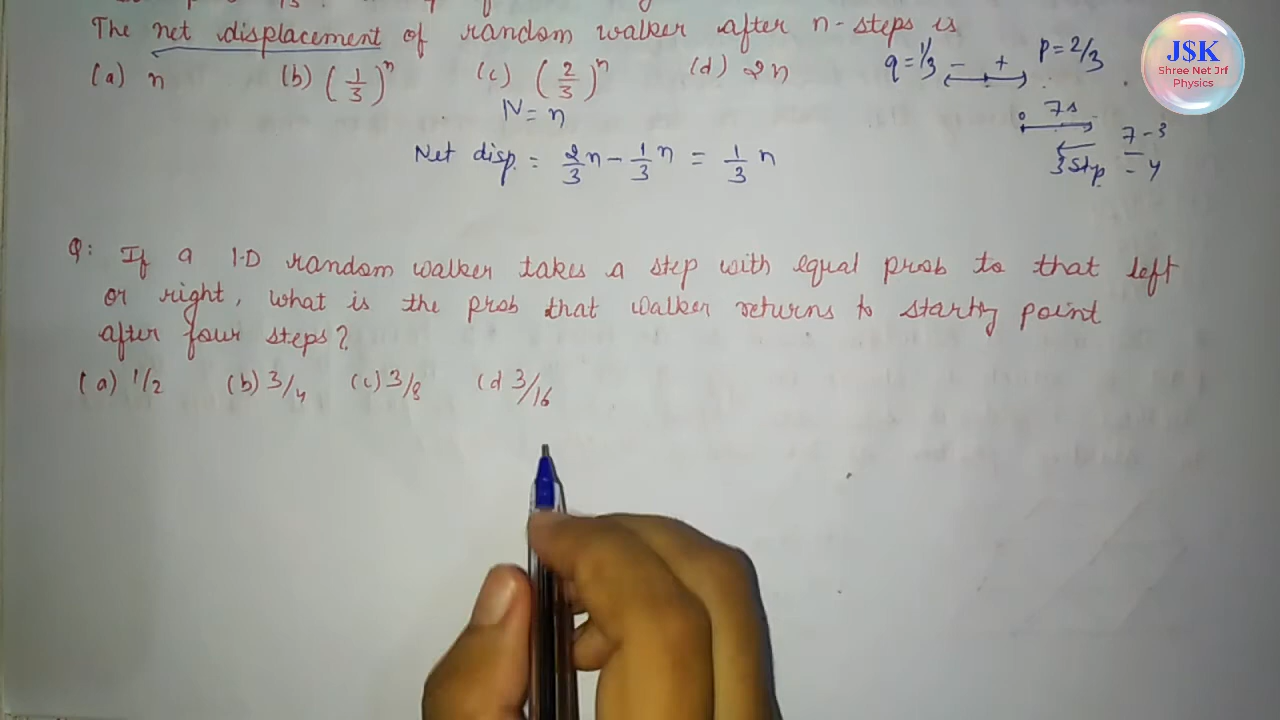 The net displacement of random walker after n-steps is
(a) n (b) (1/3)^n (c) (2/3)^n (d) 2n
q = 1/3 - + p = 2/3
N = n
Net disp. = 2/3 n - 1/3 n = 1/3 n
0 7s
7-3
3 step - 4
J$K
Shree Net Jrf
Physics
Q: If a 1-D random walker takes a step with equal prob to that left
or right, what is the prob that walker returns to starting point
after four steps?
(a) 1/2 (b) 3/4 (c) 3/8 (d 3/16